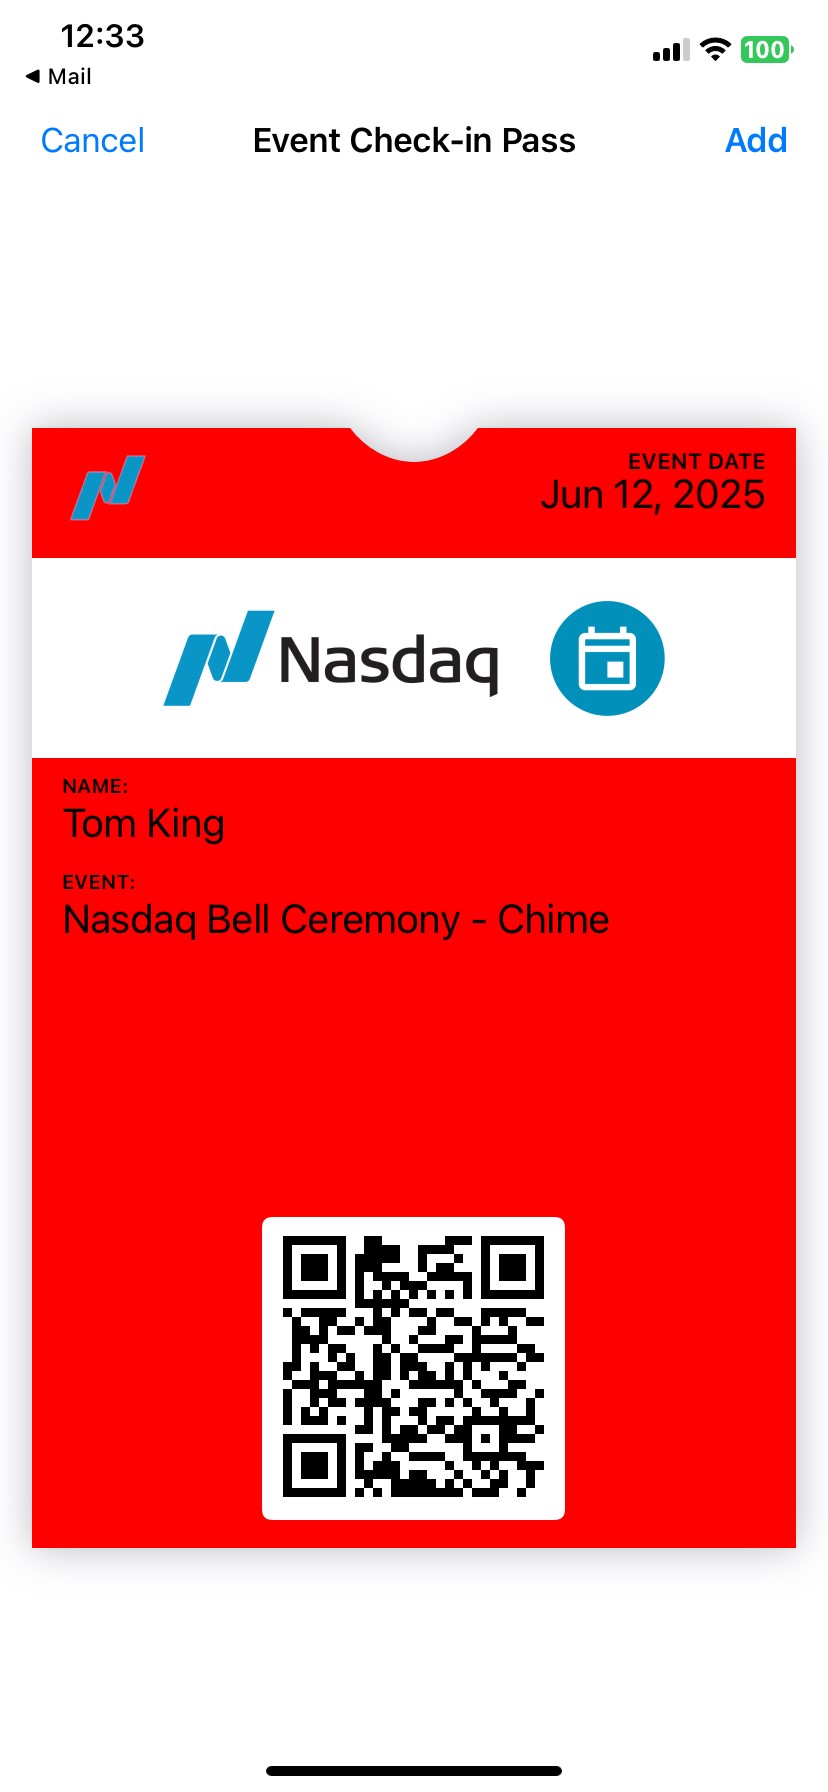 12:33
100
◀ Mail
Cancel
Event Check-in Pass
Add
EVENT DATE
Jun 12, 2025
Nasdaq
NAME:
Tom King
EVENT:
Nasdaq Bell Ceremony - Chime